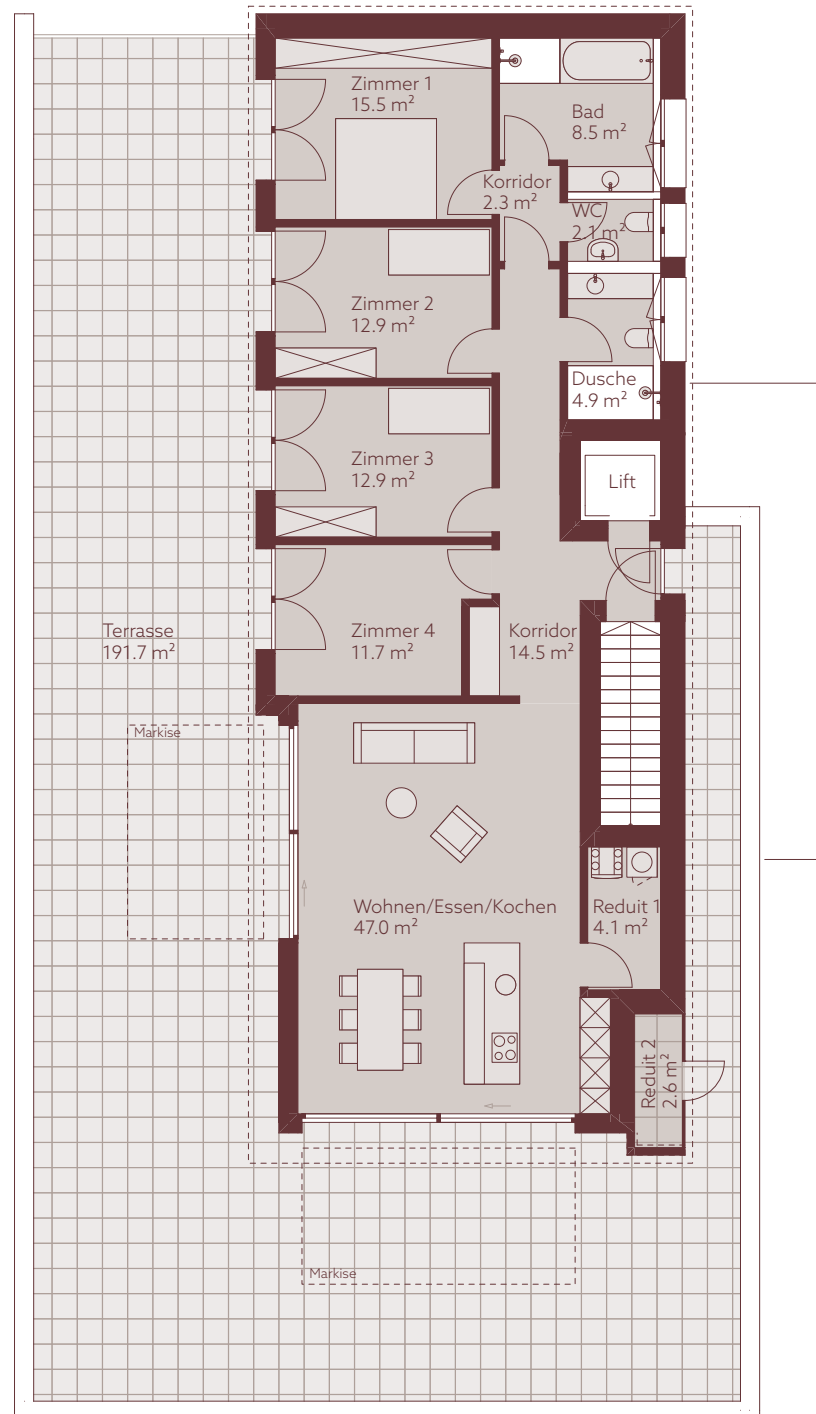 Zimmer 1
15.5 m²
Bad
8.5 m²
Korridor
2.3 m²
WC
2.1 m²
Zimmer 2
12.9 m²
Dusche
4.9 m²
Zimmer 3
12.9 m²
Lift
Terrasse
191.7 m²
Zimmer 4
11.7 m²
Korridor
14.5 m²
Markise
Wohnen/Essen/Kochen
47.0 m²
Reduit 1
4.1 m²
Reduit 2
2.6 m²
Markise